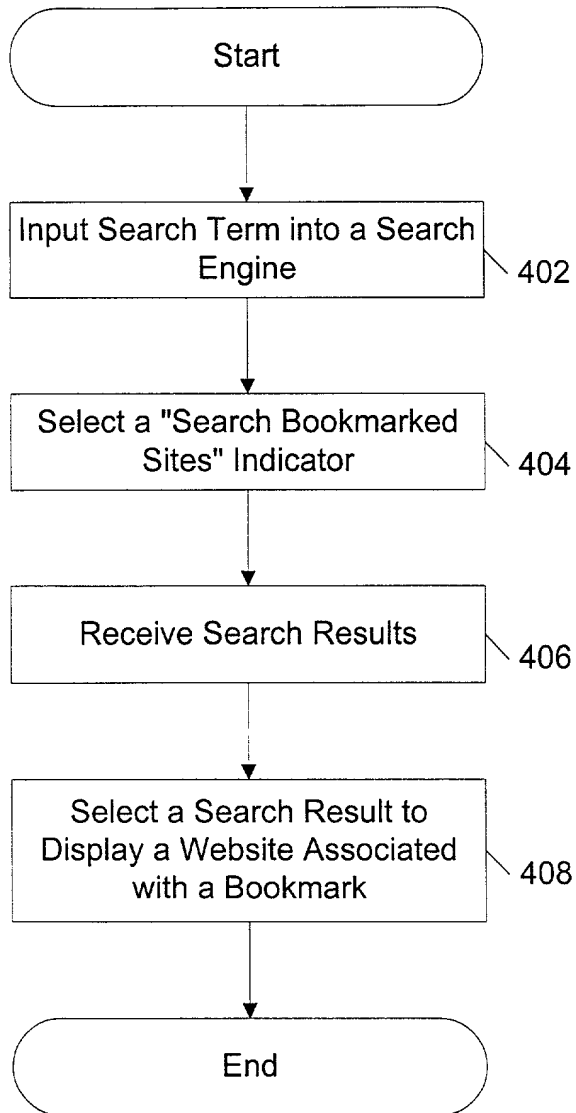 Start
Input Search Term into a Search
Engine
402
Select a "Search Bookmarked
Sites" Indicator
404
Receive Search Results
406
Select a Search Result to
Display a Website Associated
with a Bookmark
408
End